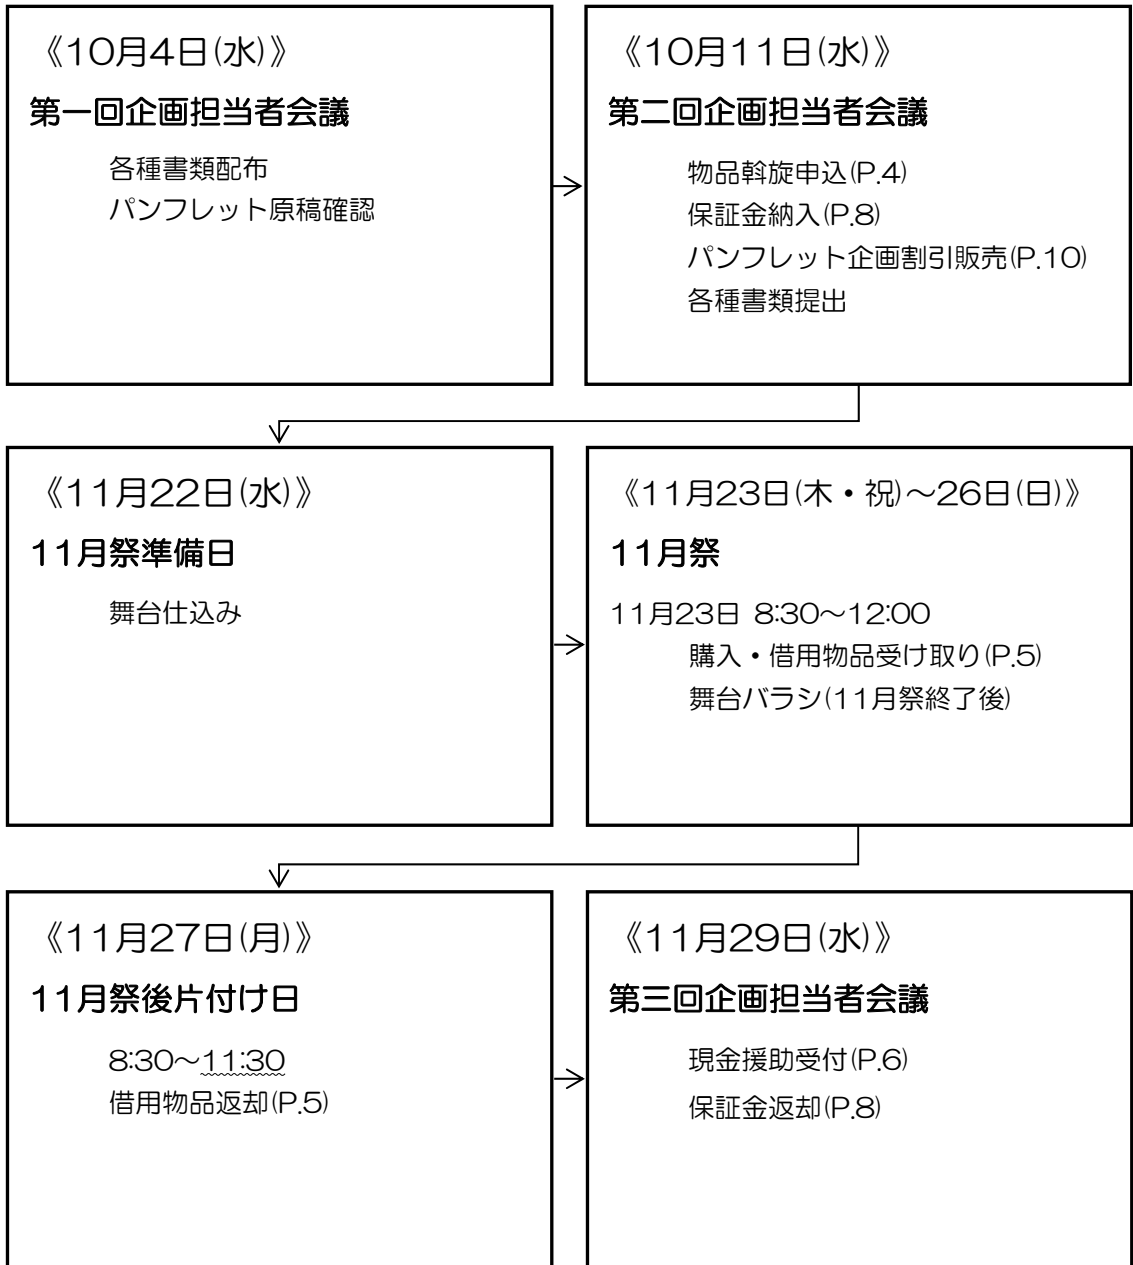 《10月4日(水)》
第一回企画担当者会議
各種書類配布
パンフレット原稿確認
《10月11日(水)》
第二回企画担当者会議
物品斡旋申込(P.4)
保証金納入(P.8)
パンフレット企画割引販売(P.10)
各種書類提出
《11月22日(水)》
11月祭準備日
舞台仕込み
《11月23日(木・祝)～26日(日)》
11月祭
11月23日 8:30～12:00
購入・借用物品受け取り(P.5)
舞台バラシ(11月祭終了後)
《11月27日(月)》
11月祭後片付け日
8:30～11:30
借用物品返却(P.5)
《11月29日(水)》
第三回企画担当者会議
現金援助受付(P.6)
保証金返却(P.8)